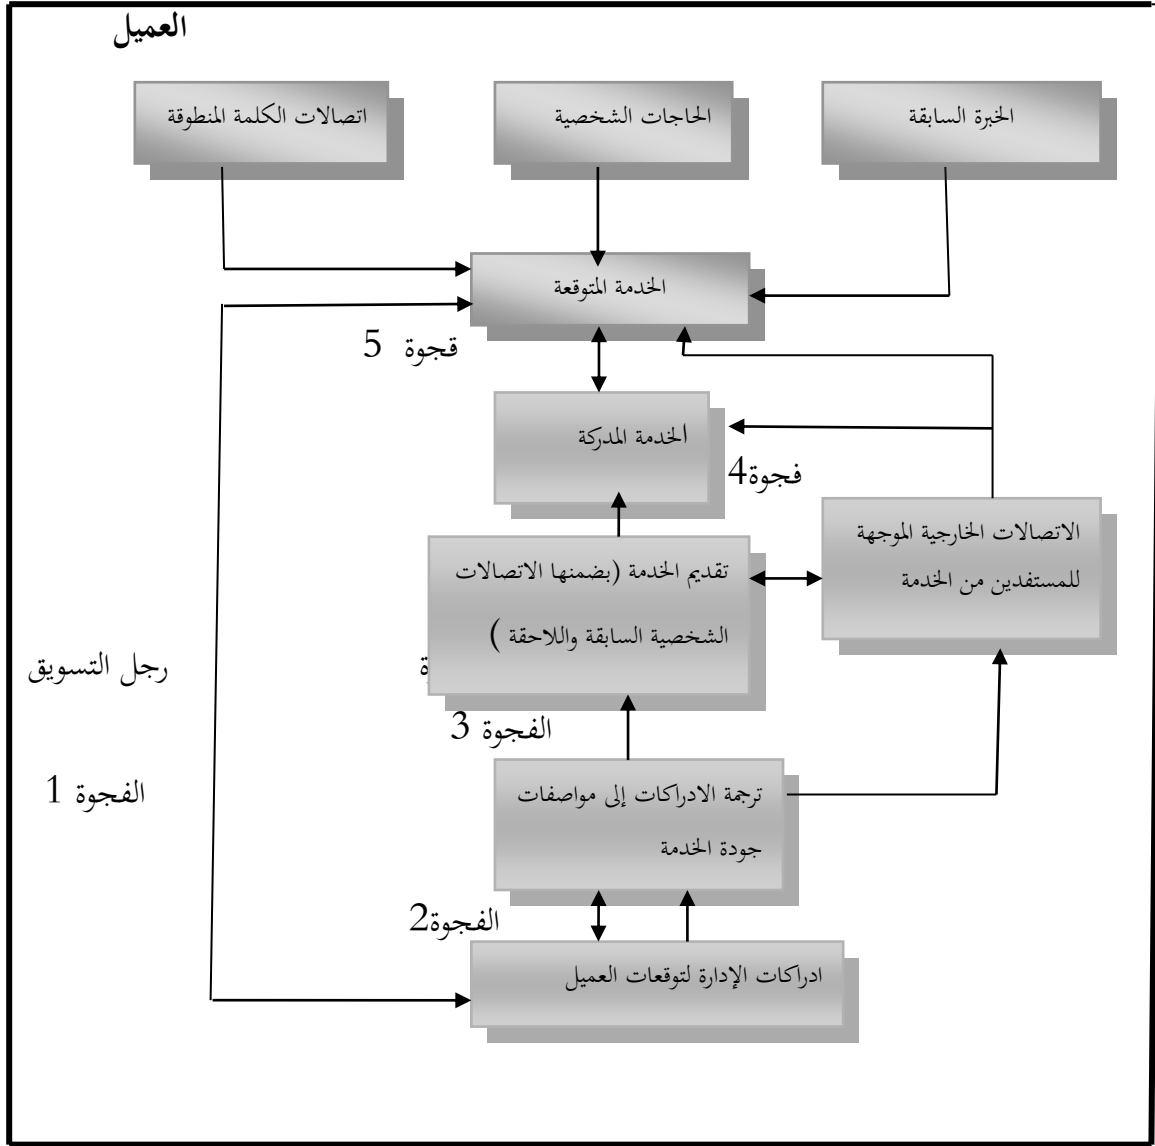 العميل
الخبرة السابقة
الحاجات الشخصية
اتصالات الكلمة المنطوقة
الخدمة المتوقعة
قجوة 5
الخدمة المدركة
فجوة4
الاتصالات الخارجية الموجهة
للمستفدين من الخدمة
تقديم الخدمة (بضمنها الاتصالات
الشخصية السابقة واللاحقة )
رجل التسويق
ة
الفجوة 3
الفجوة 1
ترجمة الادراكات إلى مواصفات
جودة الخدمة
الفجوة2
ادراكات الإدارة لتوقعات العميل